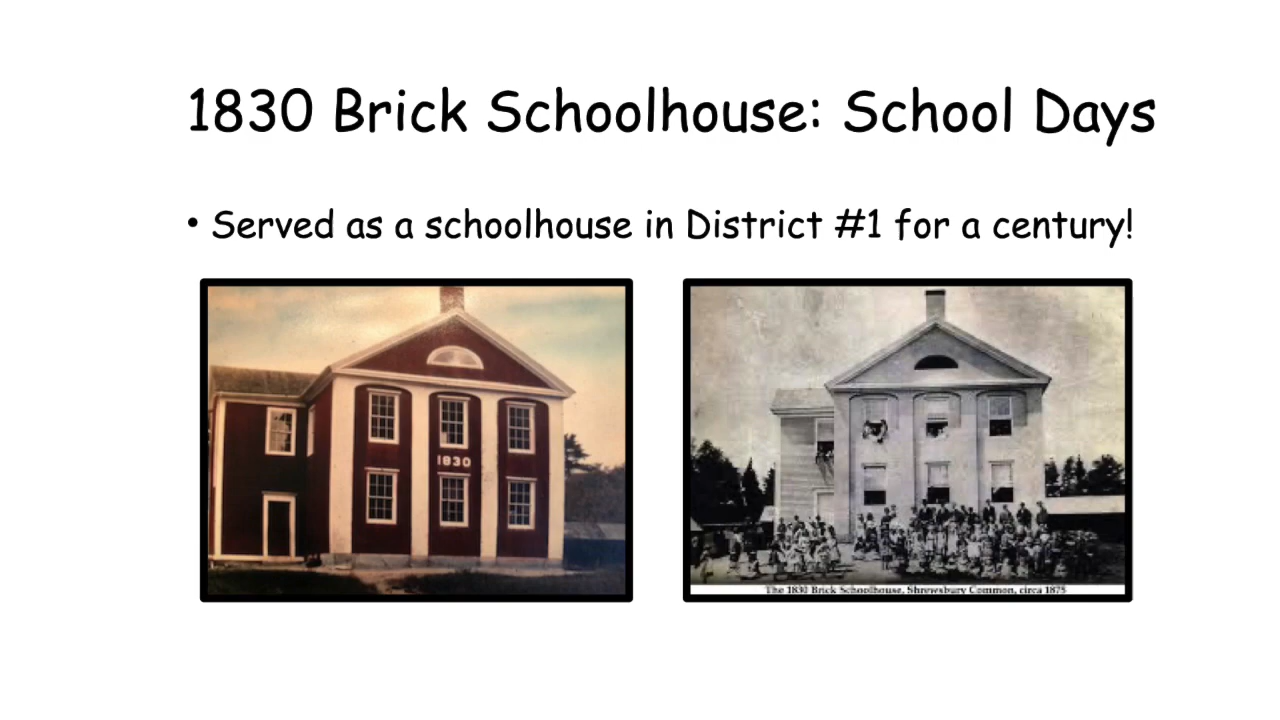 1830 Brick Schoolhouse: School Days
• Served as a schoolhouse in District #1 for a century!
1830
The 1830 Brick Schoolhouse, Shrewsbury Common, circa 1875